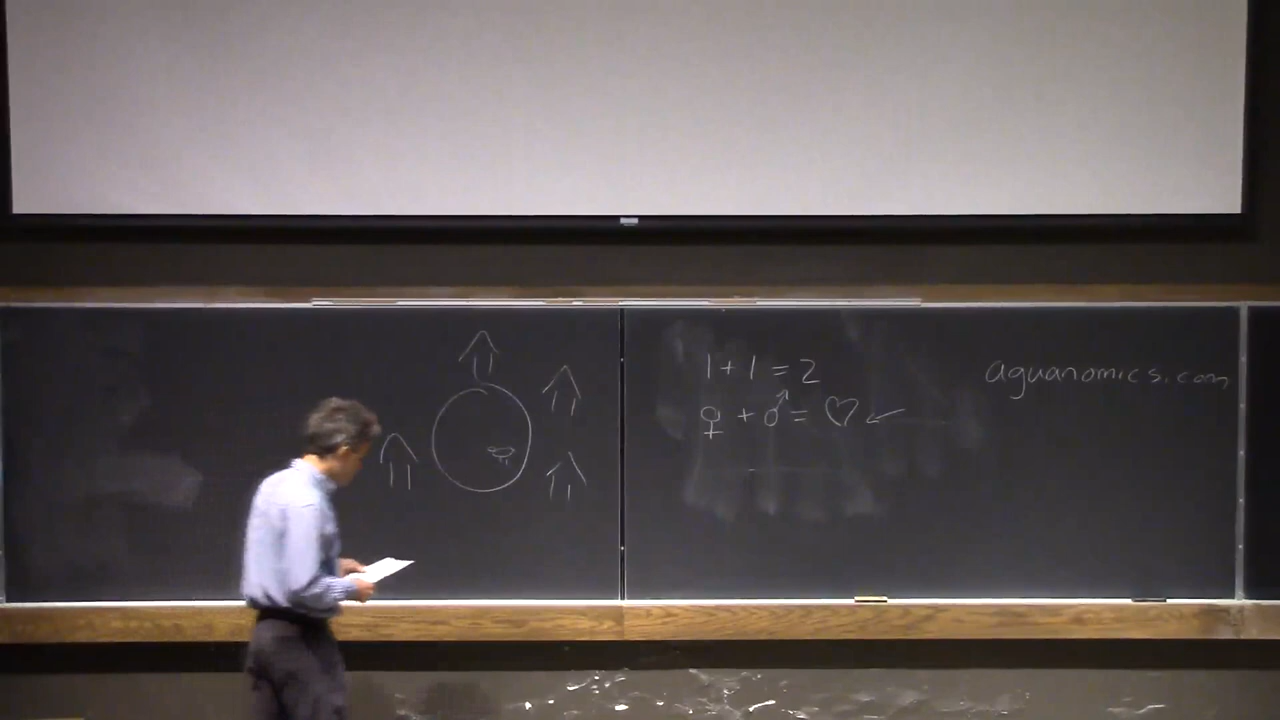 1 + 1 = 2
♀ + ♂ = ♡ ←
aguanomics.com